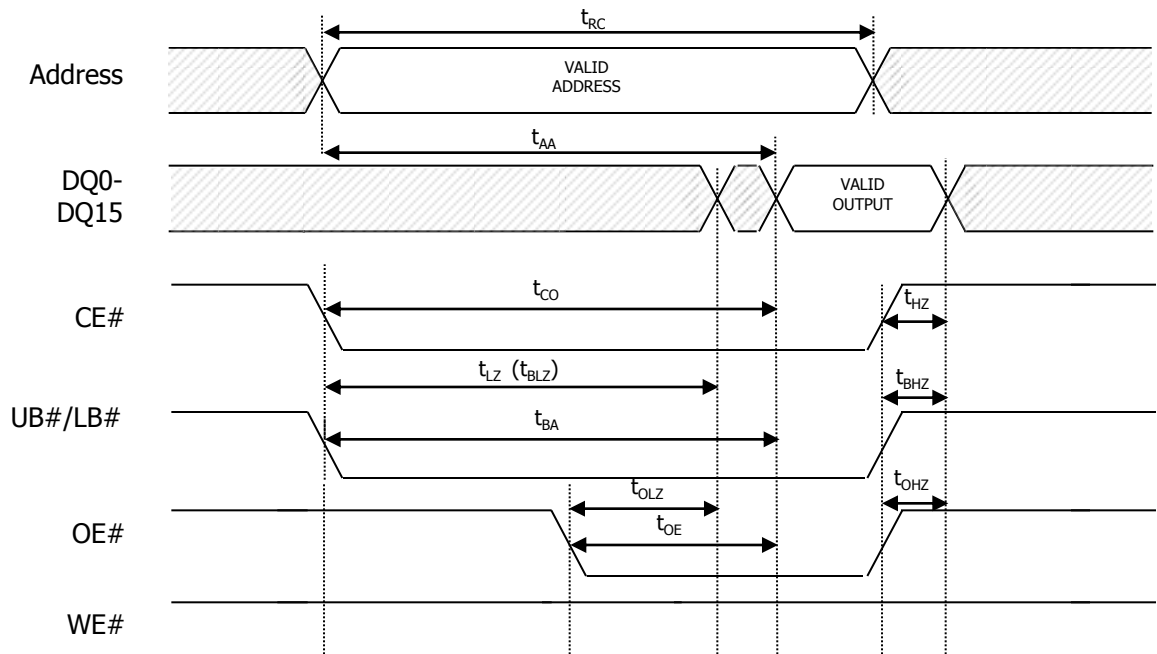 tRC
Address
VALID
ADDRESS
tAA
DQ0-
DQ15
VALID
OUTPUT
CE#
tCO
tHZ
tLZ (tBLZ)
tBHZ
UB#/LB#
tBA
tOLZ
tOHZ
OE#
tOE
WE#